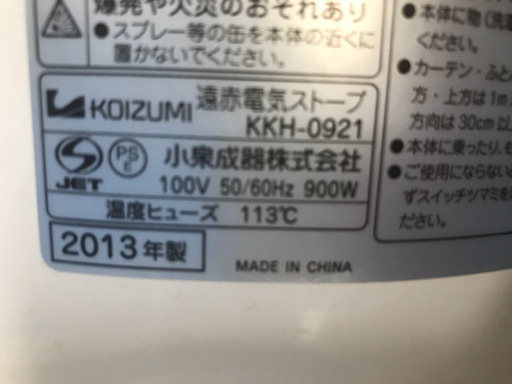 爆発や火災のおそれあり
●スプレー等の缶を本体の近くに
置かないでください。
KOIZUMI 遠赤電気ストーブ
KKH-0921
PSE 小泉成器株式会社
JET 100V 50/60Hz 900W
温度ヒューズ 113℃
2013年製
MADE IN CHINA
●本体に物(洗濯
ください。
●カーテン・ふとん
方・上方は1m
方向は30cm以
●本体に乗ったり、も
●ご使用にならない
ずスイッチツマミを
ださい。